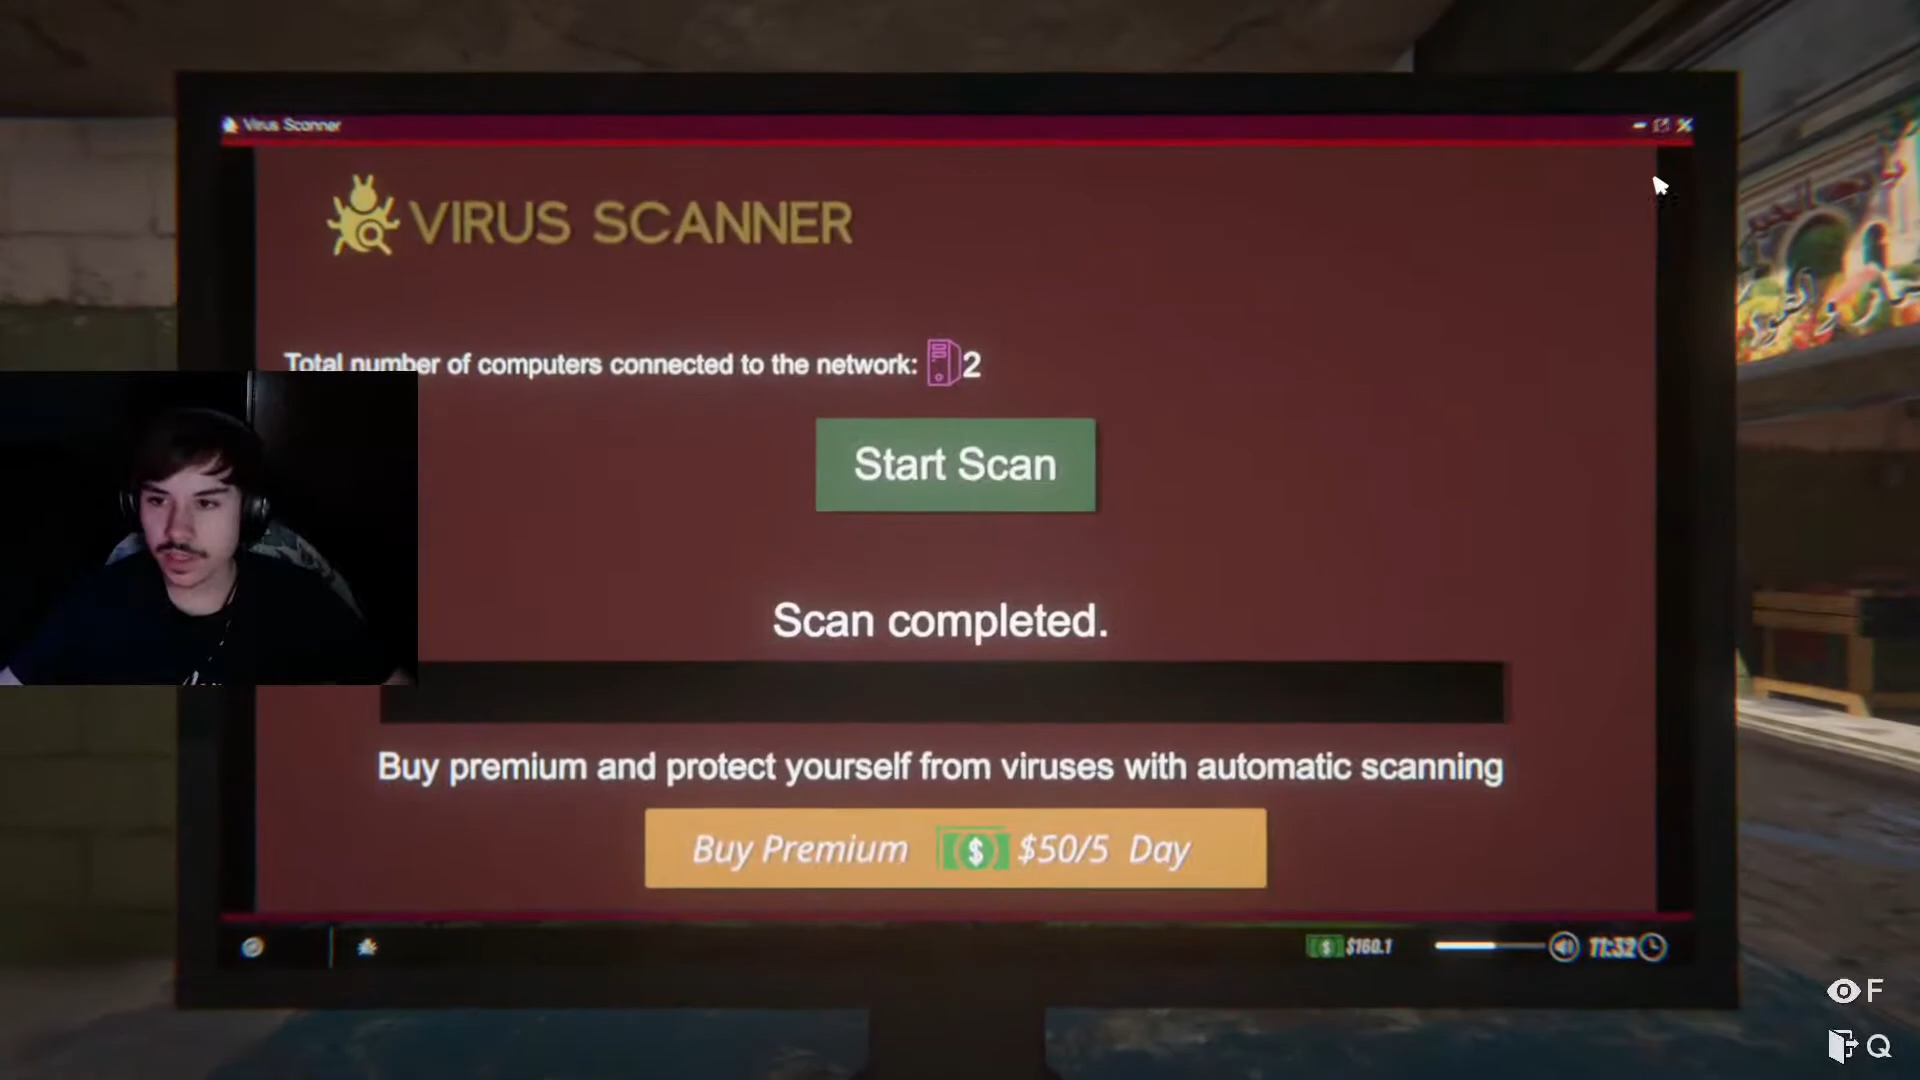 Virus Scanner
VIRUS SCANNER
Total number of computers connected to the network: 2
Start Scan
Scan completed.
Buy premium and protect yourself from viruses with automatic scanning
Buy Premium $50/5 Day
$160.1
11:32
F
Q